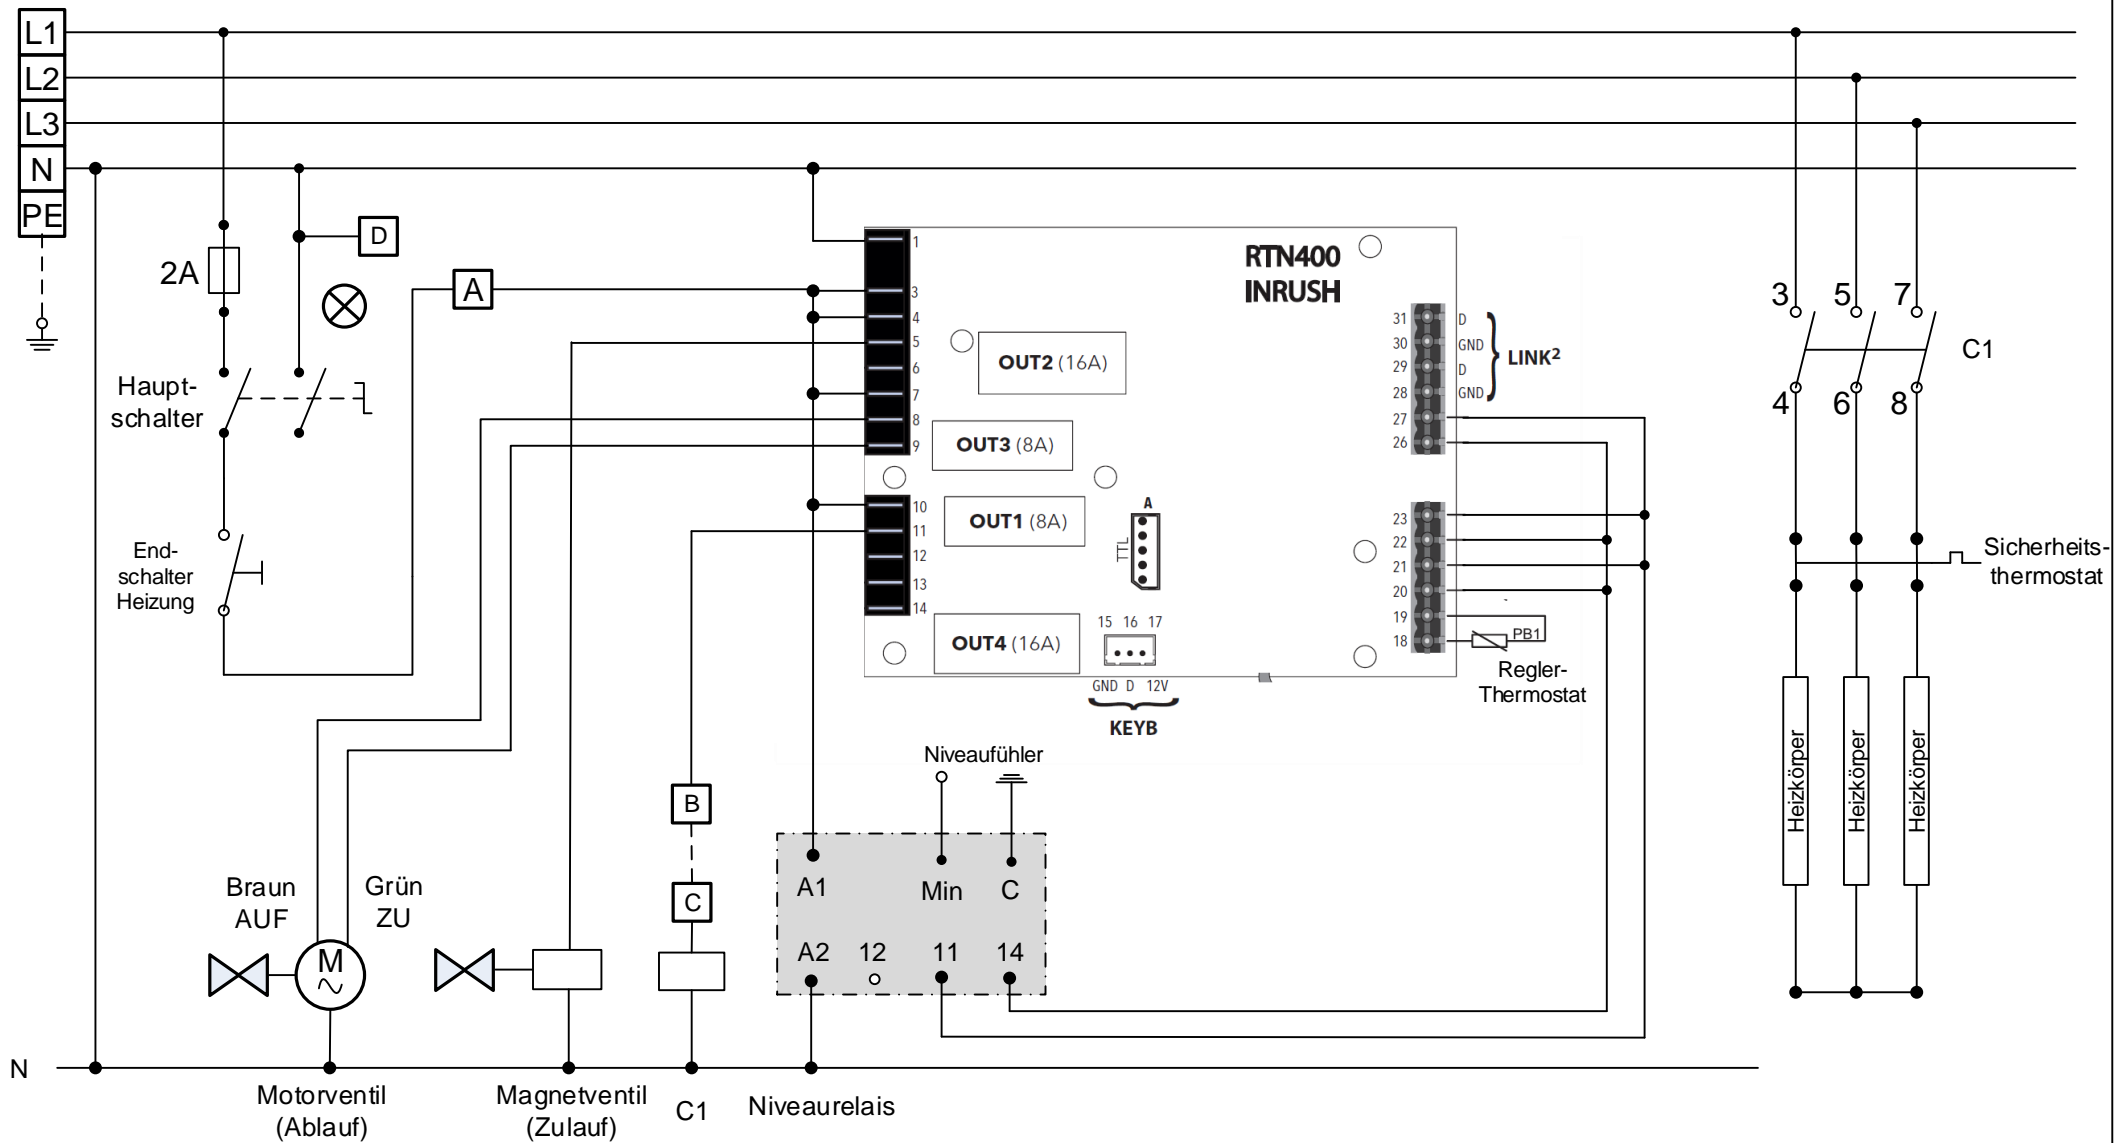 L1
L2
L3
N
PE
2A
D
A
Haupt-
schalter
End-
schalter
Heizung
RTN400
INRUSH
1
3
4
5
6
7
8
9
10
11
12
13
14
OUT2 (16A)
OUT3 (8A)
OUT1 (8A)
OUT4 (16A)
A
TTL
15 16 17
GND D 12V
KEYB
31 D
30 GND
29 D
28 GND
LINK²
27
26
23
22
21
20
19
18
PB1
Regler-
Thermostat
3 5 7
C1
4 6 8
Sicherheits-
thermostat
Heizkörper
Heizkörper
Heizkörper
Niveaufühler
B
C
A1 Min C
A2 12 11 14
Braun
AUF
Grün
ZU
M
N
Motorventil
(Ablauf)
Magnetventil
(Zulauf)
C1
Niveaurelais